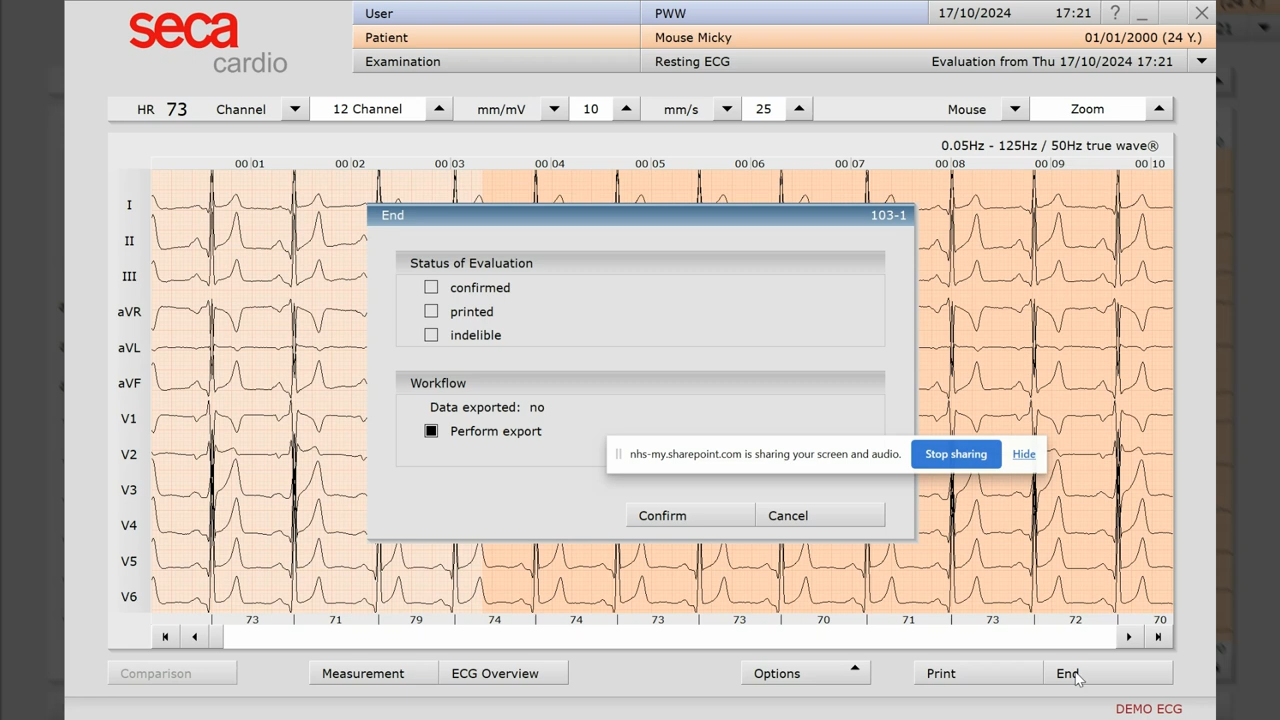 seca
cardio
User PWW 17/10/2024 17:21 ? _
Patient Mouse Micky 01/01/2000 (24 Y.)
Examination Resting ECG Evaluation from Thu 17/10/2024 17:21
HR 73 Channel 12 Channel mm/mV 10 mm/s 25 Mouse Zoom
0.05Hz - 125Hz / 50Hz true wave®
00 01 00 02 00 03 00 04 00 05 00 06 00 07 00 08 00 09 00 10
I
II
III
aVR
aVL
aVF
V1
V2
V3
V4
V5
V6
End 103-1
Status of Evaluation
confirmed
printed
indelible
Workflow
Data exported: no
Perform export
nhs-my.sharepoint.com is sharing your screen and audio. Stop sharing Hide
Confirm Cancel
73 71 79 74 74 73 73 70 71 73 72 70
Comparison Measurement ECG Overview Options Print End
DEMO ECG